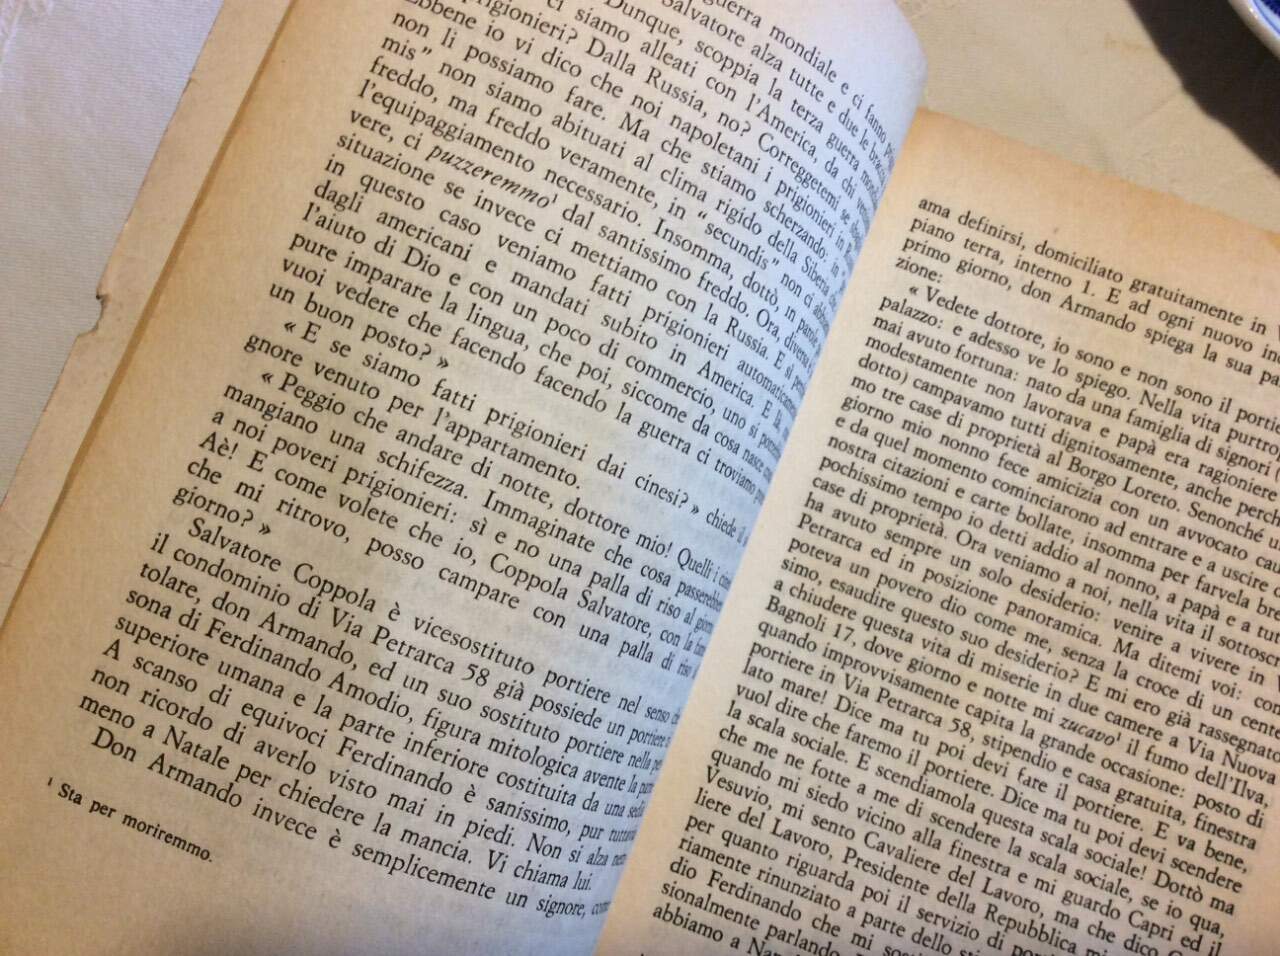 guerra mondiale e ci fanno
Salvatore alza tutte e due le braccia
Dunque, scoppia la terza guerra
ci siamo alleati con l'America, da chi
prigionieri? Dalla Russia, no? Correggetemi se
Ebbene io vi dico che noi napoletani i prigionieri in
non li possiamo fare. Ma che stiamo scherzando: in "
mis" non siamo abituati al clima rigido della Siberia che
freddo, ma freddo veramente, in "secundis" non ci
l'equipaggiamento necessario. Insomma, dottò, in parole
vere, ci puzzeremmo¹ dal santissimo freddo. Ora, diversa
situazione se invece ci mettiamo con la Russia. E sì,
in questo caso veniamo fatti prigionieri
dagli americani e mandati subito in America. E là,
l'aiuto di Dio e con un poco di commercio, uno si
pure imparare la lingua, che poi, siccome da cosa nasce
vuoi vedere che facendo facendo la guerra ci troviamo pure
un buon posto? »
« E se siamo fatti prigionieri dai cinesi? » chiede il
gnore venuto per l'appartamento.
« Peggio che andare di notte, dottore mio! Quelli i
mangiano una schifezza. Immaginate che cosa
a noi poveri prigionieri: sì e no una palla di riso al
Aè! E come volete che io, Coppola Salvatore, con la
che mi ritrovo, posso campare con una palla di riso
giorno? »
Salvatore Coppola è vicesostituto portiere nel senso
il condominio di Via Petrarca 58 già possiede un portiere
tolare, don Armando, ed un suo sostituto portiere nella
sona di Ferdinando Amodio, figura mitologica avente la
superiore umana e la parte inferiore costituita da una
A scanso di equivoci Ferdinando è sanissimo, pur
non ricordo di averlo visto mai in piedi. Non si alza
meno a Natale per chiedere la mancia. Vi chiama lui.
Don Armando invece è semplicemente un signore,
¹ Sta per moriremmo.
ama definirsi, domiciliato gratuitamente in
piano terra, interno 1. E ad ogni nuovo
primo giorno, don Armando spiega la sua
zione:
« Vedete dottore, io sono e non sono il
palazzo: e adesso ve lo spiego. Nella vita
mai avuto fortuna: nato da una famiglia di signori
modestamente non lavorava e papà era ragioniere
dotto) campavamo tutti dignitosamente, anche
mo tre case di proprietà al Borgo Loreto. Senonché
giorno mio nonno fece amicizia con un avvocato
e da quel momento cominciarono ad entrare e a uscire
nostra citazioni e carte bollate, insomma per farvela
pochissimo tempo io detti addio al nonno, a papà e a
case di proprietà. Ora veniamo a noi, nella vita il
ha avuto sempre un solo desiderio: venire a vivere in
Petrarca ed in posizione panoramica. Ma ditemi voi:
poteva un povero dio come me, senza la croce di un
simo, esaudire questo suo desiderio? E mi ero già rassegnato
a chiudere questa vita di miserie in due camere a Via Nuova
Bagnoli 17, dove giorno e notte mi zucavo¹ il fumo dell'Ilva,
quando improvvisamente capita la grande occasione: posto di
portiere in Via Petrarca 58, stipendio e casa gratuita, finestra
lato mare! Dice ma tu poi devi fare il portiere. E va bene,
vuol dire che faremo il portiere. Dice ma tu poi devi scendere
la scala sociale. E scendiamola questa scala sociale! Dottò ma
che me ne fotte a me di scendere la scala sociale, se io qua,
quando mi siedo vicino alla finestra e mi guardo Capri ed il
Vesuvio, mi sento Cavaliere del Lavoro, ma che dico
liere del Lavoro, Presidente della Repubblica mi
per quanto riguarda poi il servizio di
riamente rinunziato a parte dello
dio Ferdinando che mi
sionalmente parlando.
abbiamo a